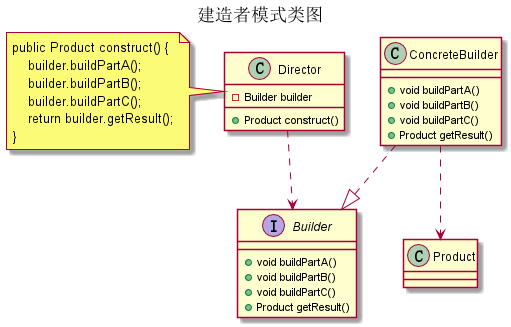 建造者模式类图
public Product construct() {
builder.buildPartA();
builder.buildPartB();
builder.buildPartC();
return builder.getResult();
}
C Director
Builder builder
Product construct()
C ConcreteBuilder
void buildPartA()
void buildPartB()
void buildPartC()
Product getResult()
I Builder
void buildPartA()
void buildPartB()
void buildPartC()
Product getResult()
C Product